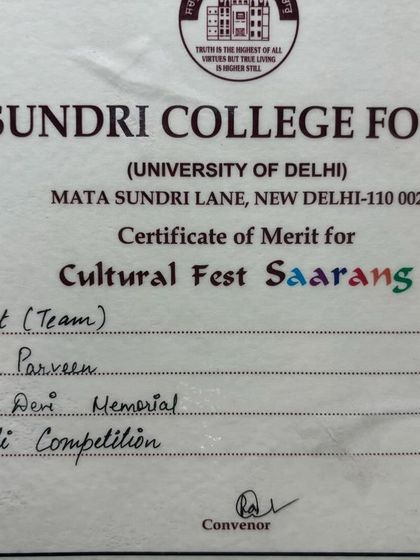 TRUTH IS THE HIGHEST OF ALL
VIRTUES BUT TRUE LIVING
IS HIGHER STILL
SUNDRI COLLEGE FO
(UNIVERSITY OF DELHI)
MATA SUNDRI LANE, NEW DELHI-110 002
Certificate of Merit for
Cultural Fest Saarang
t (Team)
Parveen
Devi Memorial
di Competition
Convenor